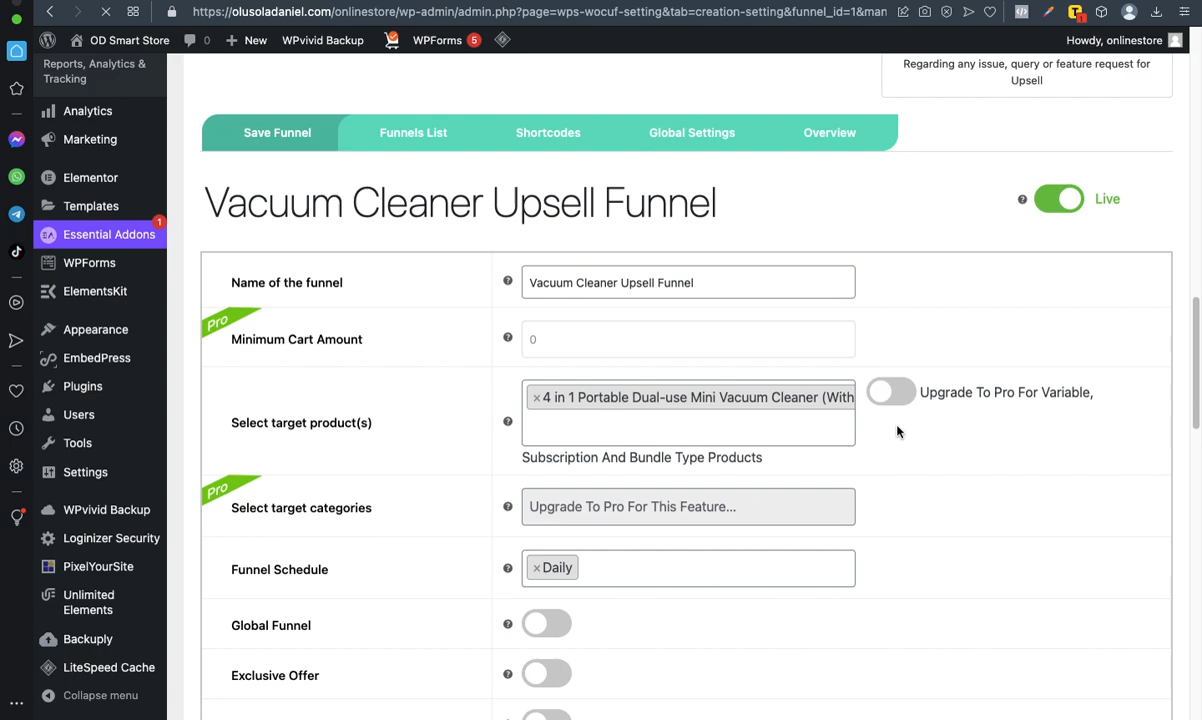 https://olusoladaniel.com/onlinestore/wp-admin/admin.php?page=wps-wocuf-setting&tab=creation-setting&funnel_id=1&man
T
1
OD Smart Store
0
New
WPvivid Backup
WPForms 5
Howdy, onlinestore
Reports, Analytics &
Tracking
Analytics
Marketing
Elementor
Templates
Essential Addons
1
WPForms
ElementsKit
Appearance
EmbedPress
Plugins
Users
Tools
Settings
WPvivid Backup
Loginizer Security
PixelYourSite
Unlimited
Elements
Backuply
LiteSpeed Cache
Collapse menu
Regarding any issue, query or feature request for
Upsell
Save Funnel
Funnels List
Shortcodes
Global Settings
Overview
Vacuum Cleaner Upsell Funnel
Live
Name of the funnel
Vacuum Cleaner Upsell Funnel
Pro
Minimum Cart Amount
0
Select target product(s)
×4 in 1 Portable Dual-use Mini Vacuum Cleaner (With
Upgrade To Pro For Variable,
Subscription And Bundle Type Products
Pro
Select target categories
Upgrade To Pro For This Feature...
Funnel Schedule
×Daily
Global Funnel
Exclusive Offer